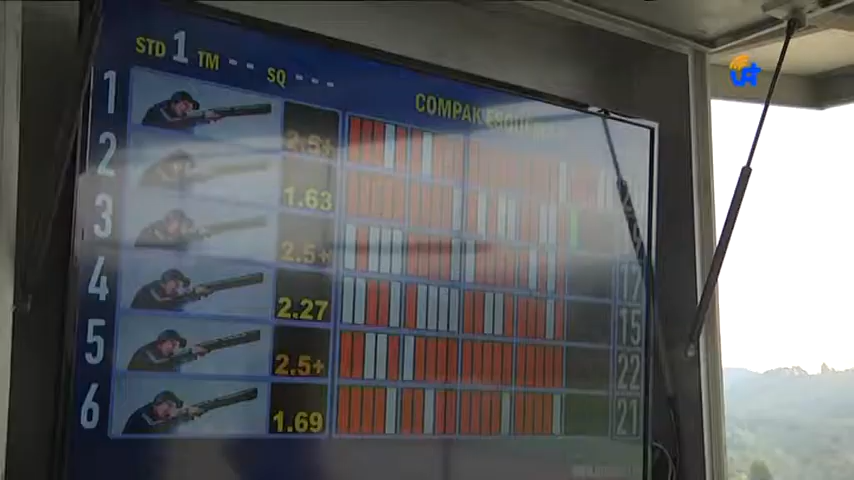 STD 1 TM - - - SQ - - -
COMPAK
1 2.5+
2 1.63
3 2.5+
4 2.27 15
5 2.5+ 22
6 1.69 21